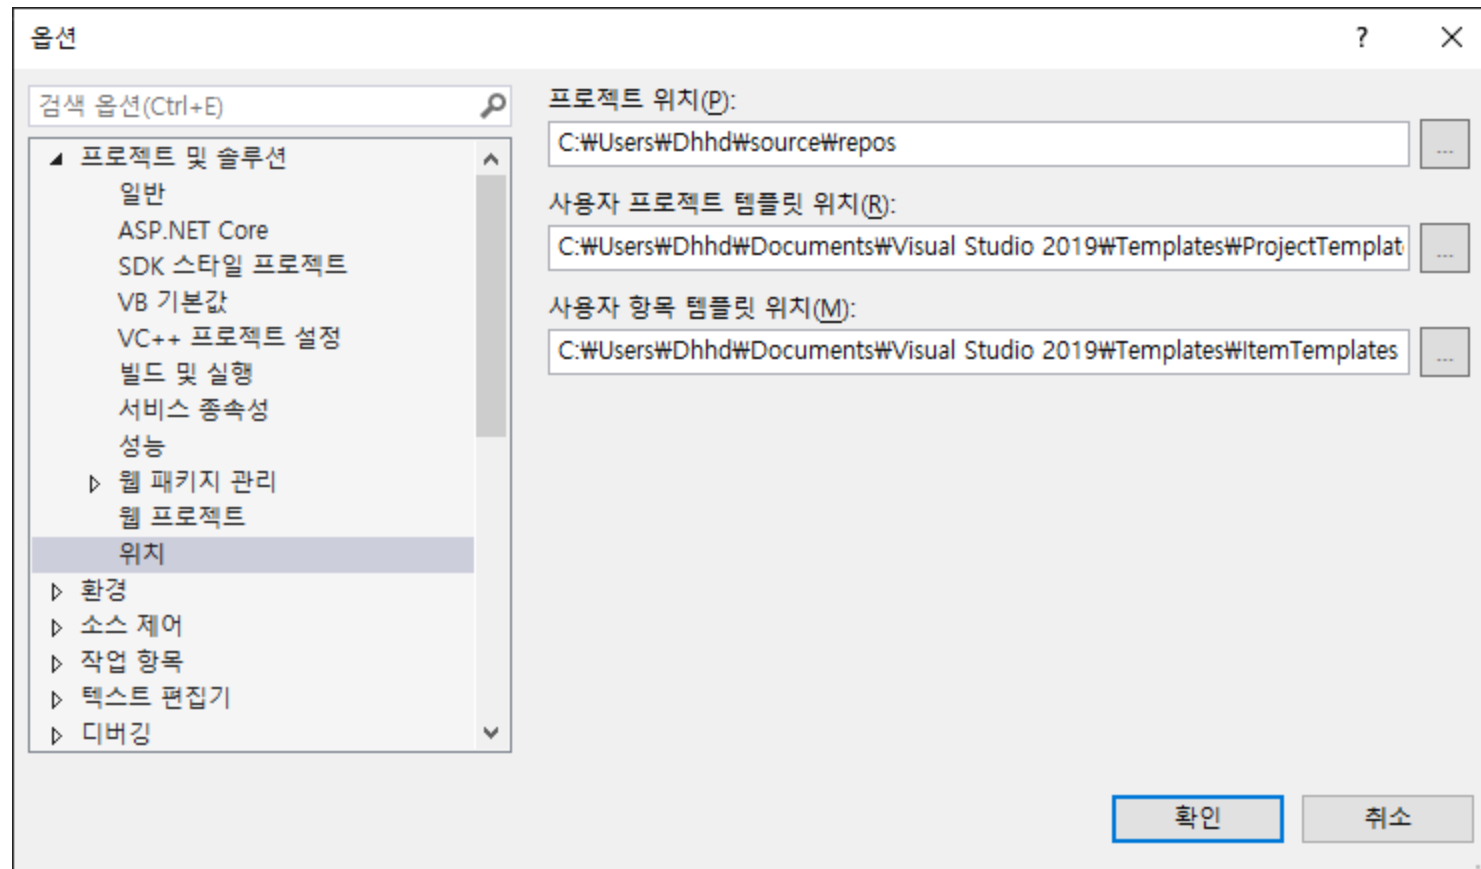 옵션
?
검색 옵션(Ctrl+E)
프로젝트 및 솔루션
일반
ASP.NET Core
SDK 스타일 프로젝트
VB 기본값
VC++ 프로젝트 설정
빌드 및 실행
서비스 종속성
성능
웹 패키지 관리
웹 프로젝트
위치
환경
소스 제어
작업 항목
텍스트 편집기
디버깅
프로젝트 위치(P):
C:₩Users₩Dhhd₩source₩repos
...
사용자 프로젝트 템플릿 위치(R):
C:₩Users₩Dhhd₩Documents₩Visual Studio 2019₩Templates₩ProjectTemplat
...
사용자 항목 템플릿 위치(M):
C:₩Users₩Dhhd₩Documents₩Visual Studio 2019₩Templates₩ItemTemplates
...
확인
취소